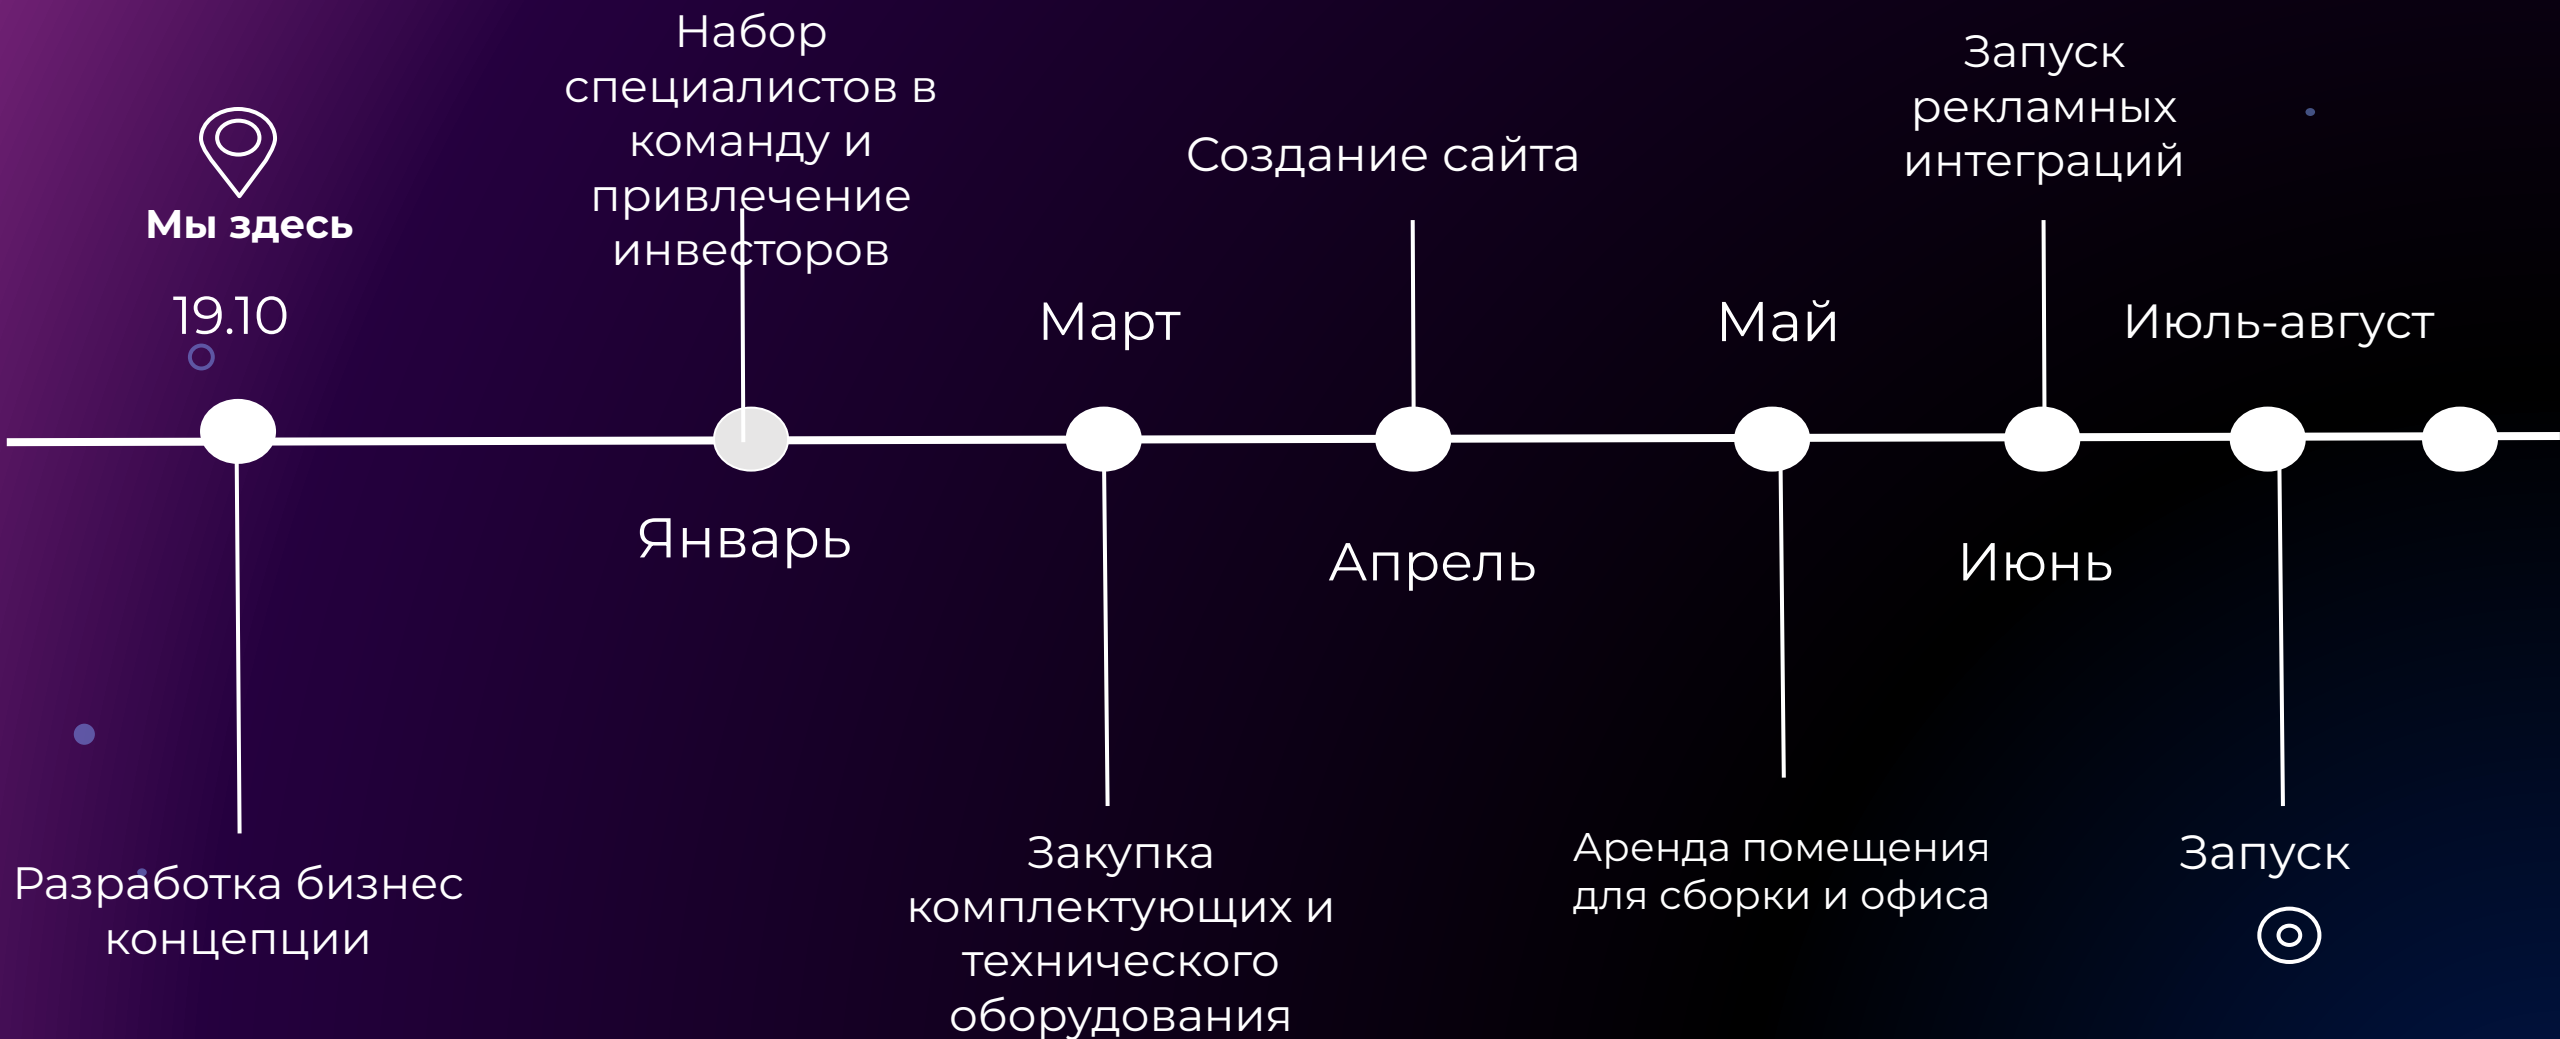 Мы здесь
19.10
Разработка бизнес
концепции
Набор
специалистов в
команду и
привлечение
инвесторов
Январь
Март
Закупка
комплектующих и
технического
оборудования
Создание сайта
Апрель
Май
Аренда помещения
для сборки и офиса
Запуск
рекламных
интеграций
Июнь
Июль-август
Запуск